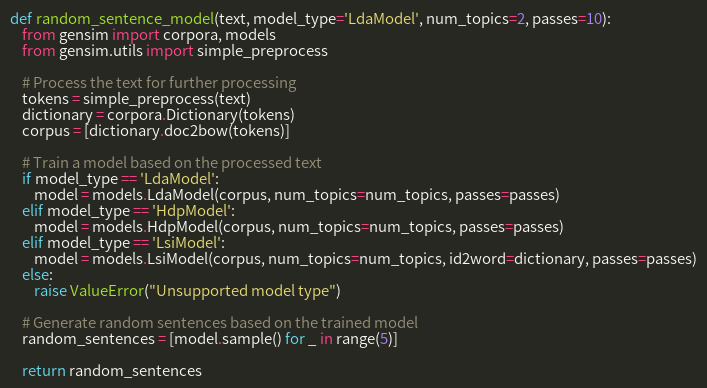 def random_sentence_model(text, model_type='LdaModel', num_topics=2, passes=10):
    from gensim import corpora, models
    from gensim.utils import simple_preprocess

    # Process the text for further processing
    tokens = simple_preprocess(text)
    dictionary = corpora.Dictionary(tokens)
    corpus = [dictionary.doc2bow(tokens)]

    # Train a model based on the processed text
    if model_type == 'LdaModel':
        model = models.LdaModel(corpus, num_topics=num_topics, passes=passes)
    elif model_type == 'HdpModel':
        model = models.HdpModel(corpus, num_topics=num_topics, passes=passes)
    elif model_type == 'LsiModel':
        model = models.LsiModel(corpus, num_topics=num_topics, id2word=dictionary, passes=passes)
    else:
        raise ValueError("Unsupported model type")

    # Generate random sentences based on the trained model
    random_sentences = [model.sample() for _ in range(5)]

    return random_sentences